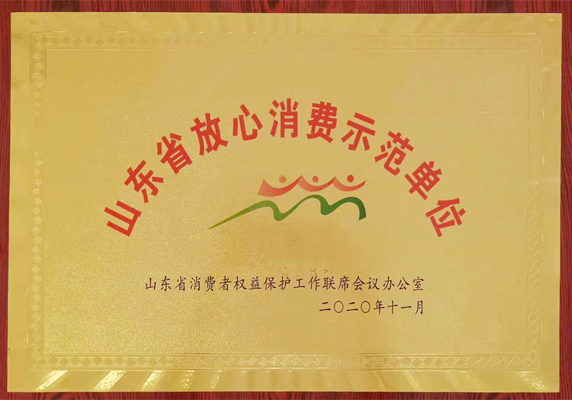 山东省放心消费示范单位
山东省消费者权益保护工作联席会议办公室
二〇二〇年十一月